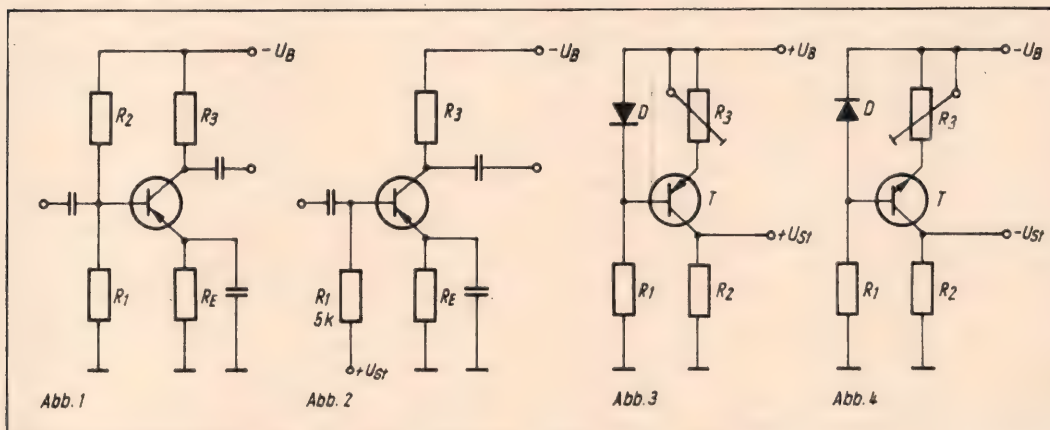 -UB
R2
R3
R1
RE
Abb. 1
-UB
R3
R1
5k
RE
+USt
Abb. 2
+UB
D
R3
T
+USt
R1
R2
Abb. 3
-UB
D
R3
T
-USt
R1
R2
Abb. 4